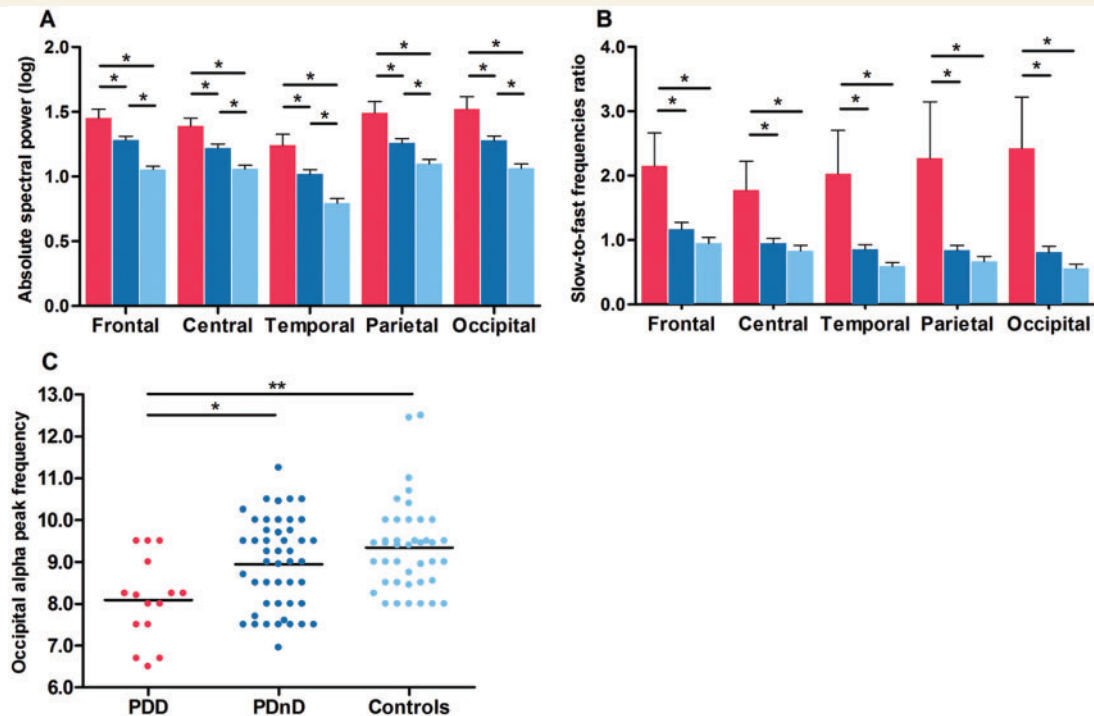 A
Absolute spectral power (log)
2.0
1.5
1.0
0.5
0.0
* * * * *
* * * * * * * * * *
Frontal Central Temporal Parietal Occipital
B
Slow-to-fast frequencies ratio
4.0
3.0
2.0
1.0
0.0
* * * * *
* * * * *
Frontal Central Temporal Parietal Occipital
C
Occipital alpha peak frequency
13.0
12.0
11.0
10.0
9.0
8.0
7.0
6.0
**
*
PDD PDnD Controls